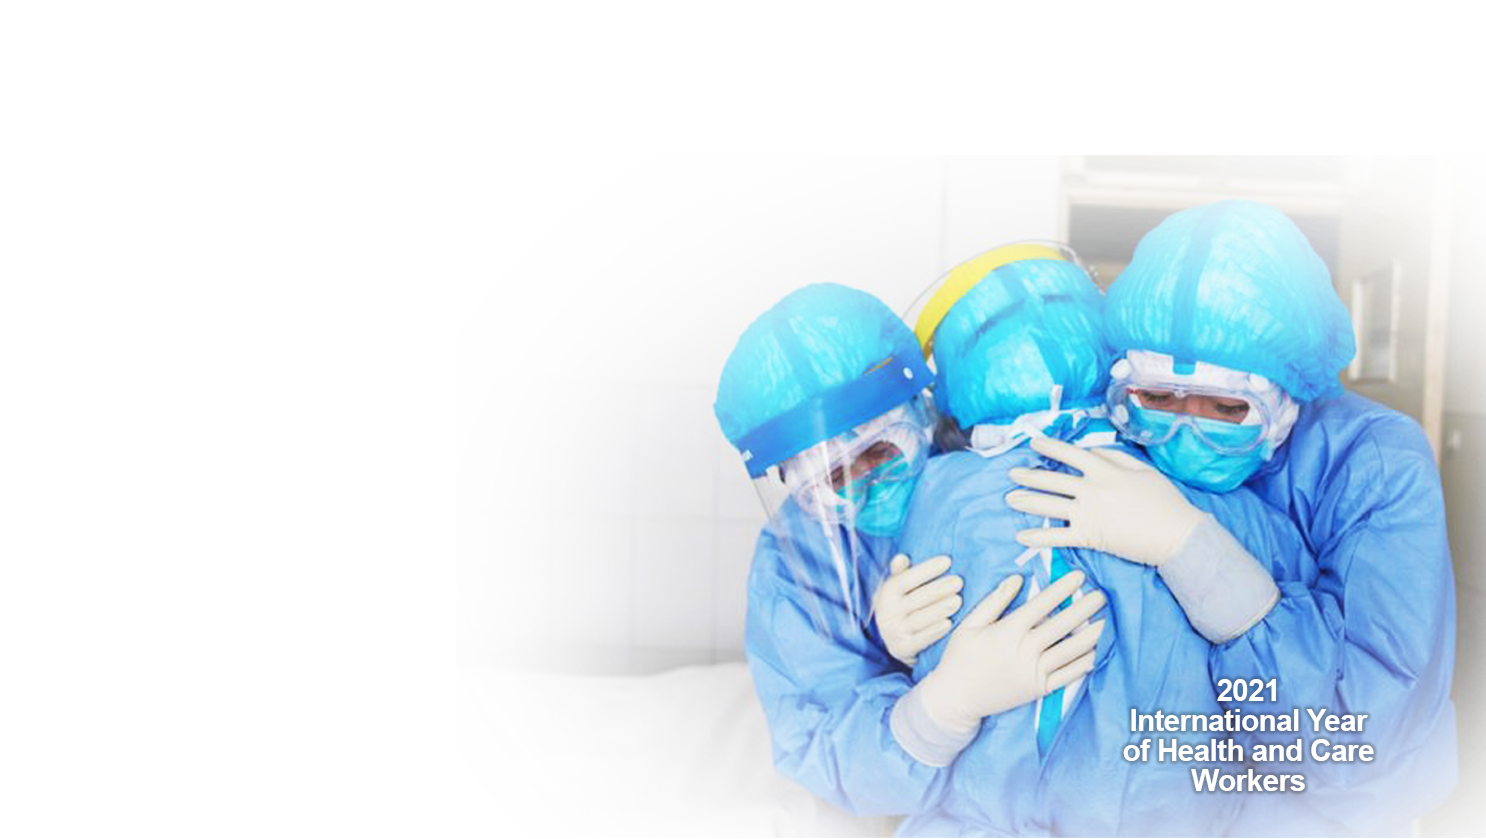 2021
International Year
of Health and Care
Workers